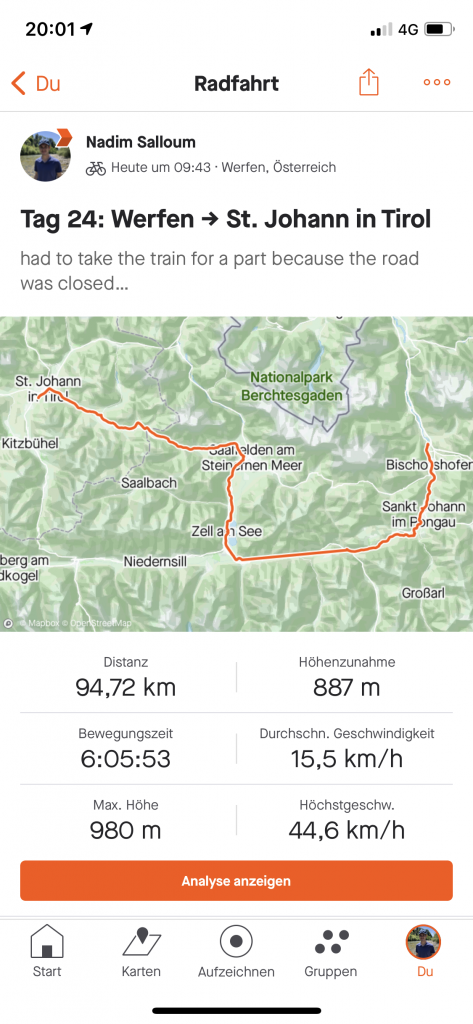 20:01
4G
Du
Radfahrt
Nadim Salloum
Heute um 09:43 · Werfen, Österreich
Tag 24: Werfen → St. Johann in Tirol
had to take the train for a part because the road
was closed...
Nationalpark
Berchtesgaden
St. Johann
in Tirol
Kitzbühel
Saalfelden am
Steinernen Meer
Bischofshofen
Saalbach
Sankt Johann
im Pongau
Zell am See
berg am
dkogel
Niedernsill
Großarl
© Mapbox © OpenStreetMap
Distanz
94,72 km
Höhenzunahme
887 m
Bewegungszeit
6:05:53
Durchschn. Geschwindigkeit
15,5 km/h
Max. Höhe
980 m
Höchstgeschw.
44,6 km/h
Analyse anzeigen
Start
Karten
Aufzeichnen
Gruppen
Du